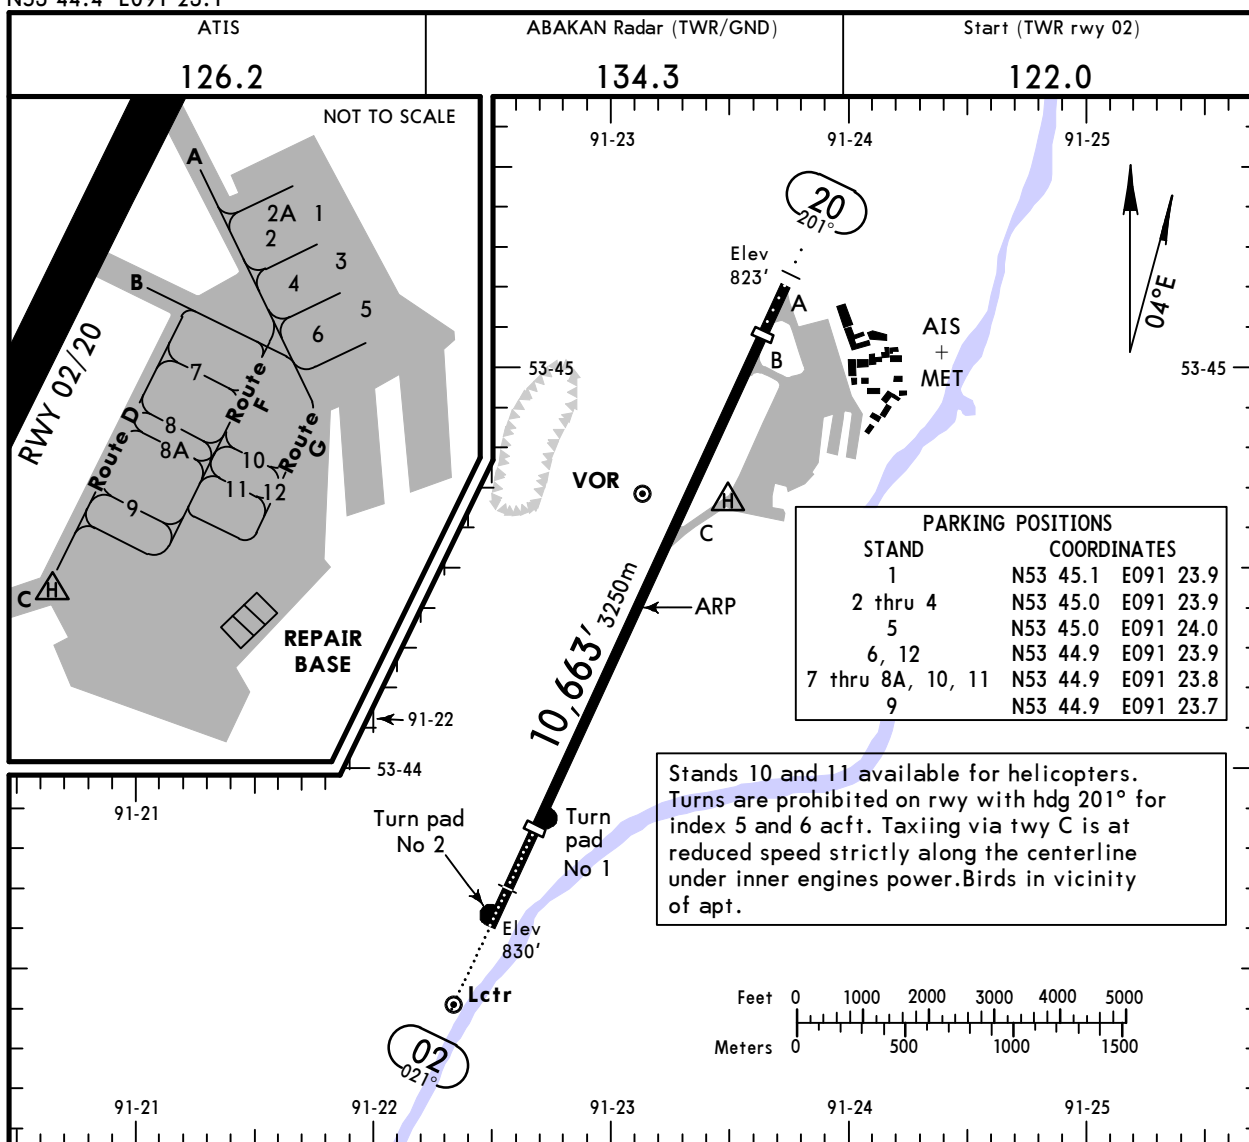 ATIS
126.2
ABAKAN Radar (TWR/GND)
134.3
Start (TWR rwy 02)
122.0
NOT TO SCALE
A
2A 1
2
3
4
5
6
B
RWY 02/20
7
Route F
Route D
8
8A
10
Route G
11
12
9
C
H
REPAIR
BASE
91-23
91-24
91-25
20
201°
Elev
823'
A
B
AIS
+
MET
04°E
53-45
53-45
VOR
H
C
10,663' 3250m
ARP
PARKING POSITIONS
STAND COORDINATES
1 N53 45.1 E091 23.9
2 thru 4 N53 45.0 E091 23.9
5 N53 45.0 E091 24.0
6, 12 N53 44.9 E091 23.9
7 thru 8A, 10, 11 N53 44.9 E091 23.8
9 N53 44.9 E091 23.7
91-22
53-44
91-21
Stands 10 and 11 available for helicopters.
Turns are prohibited on rwy with hdg 201° for
index 5 and 6 acft. Taxiing via twy C is at
reduced speed strictly along the centerline
under inner engines power.Birds in vicinity
of apt.
Turn pad
No 2
Turn
pad
No 1
Elev
830'
Lctr
02
021°
Feet 0 1000 2000 3000 4000 5000
Meters 0 500 1000 1500
91-21
91-22
91-23
91-24
91-25